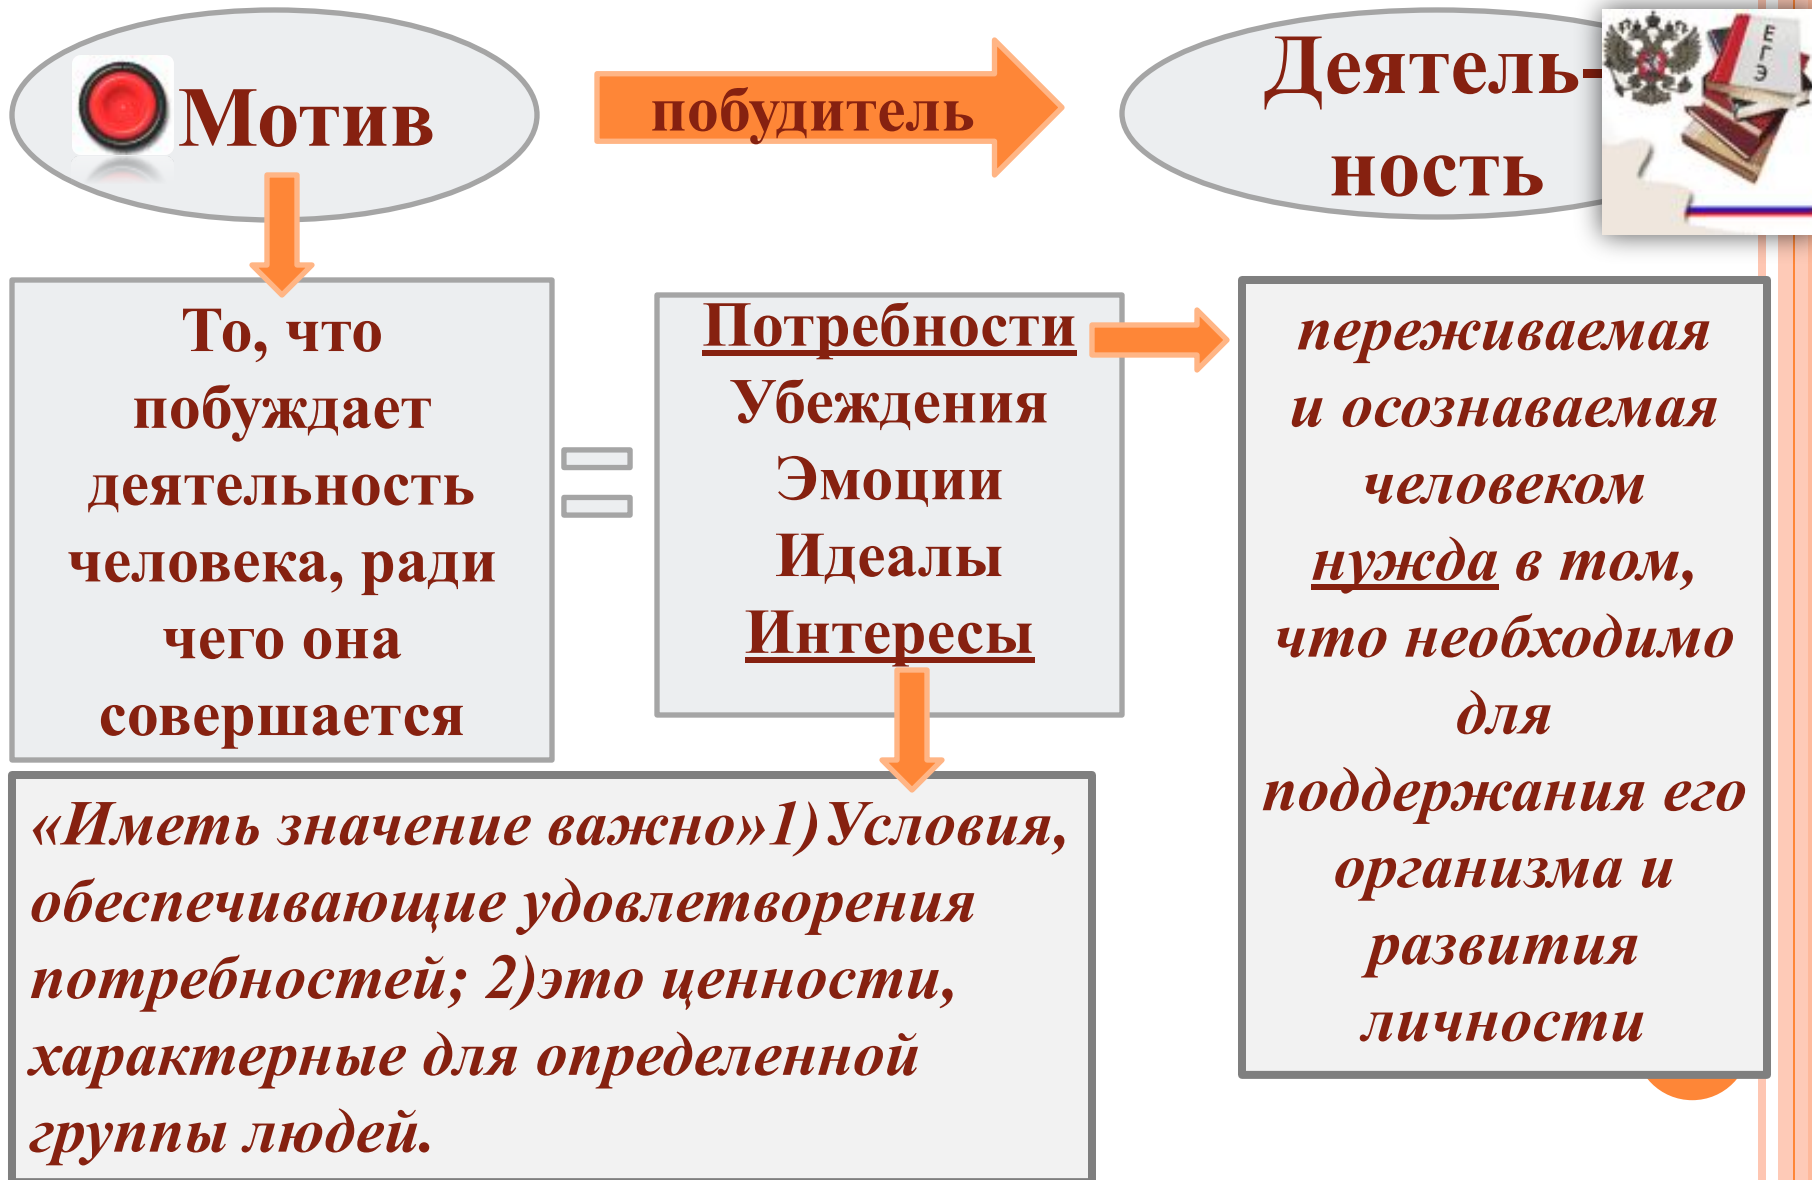 Мотив
побудитель
Деятель-
ность
Е
Г
Э
То, что
побуждает
деятельность
человека, ради
чего она
совершается
Потребности
Убеждения
Эмоции
Идеалы
Интересы
переживаемая
и осознаваемая
человеком
нужда в том,
что необходимо
для
поддержания его
организма и
развития
личности
«Иметь значение важно»1)Условия,
обеспечивающие удовлетворения
потребностей; 2)это ценности,
характерные для определенной
группы людей.